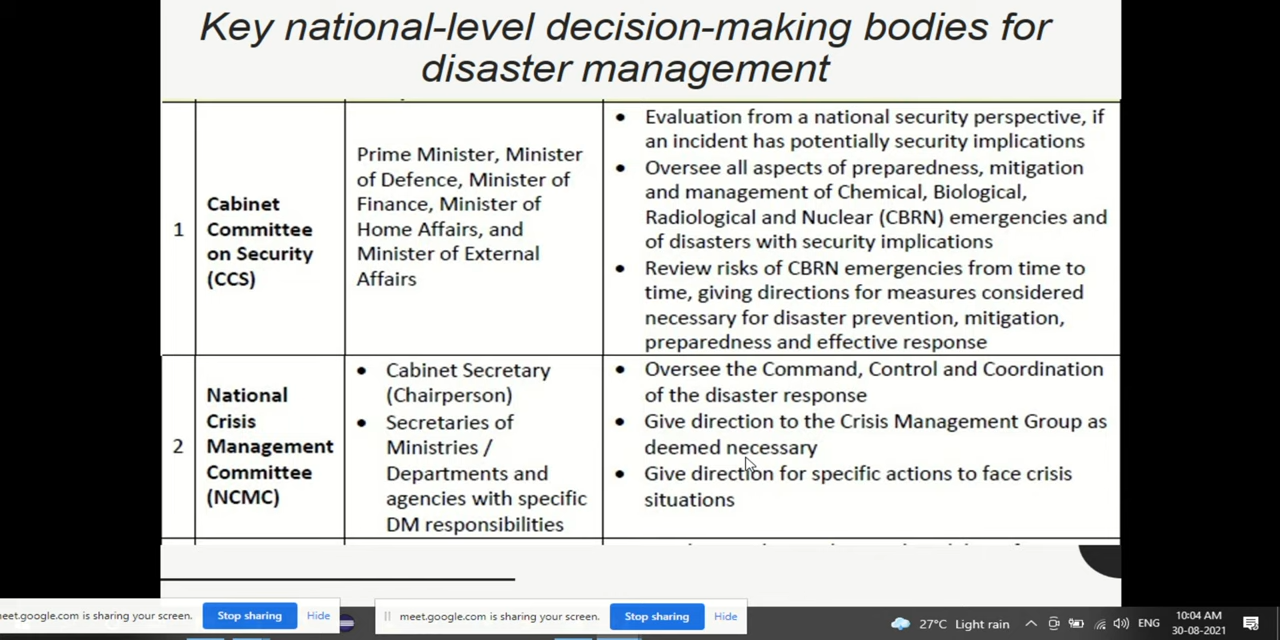 Key national-level decision-making bodies for
disaster management
1
Cabinet
Committee
on Security
(CCS)
Prime Minister, Minister
of Defence, Minister of
Finance, Minister of
Home Affairs, and
Minister of External
Affairs
• Evaluation from a national security perspective, if
an incident has potentially security implications
• Oversee all aspects of preparedness, mitigation
and management of Chemical, Biological,
Radiological and Nuclear (CBRN) emergencies and
of disasters with security implications
• Review risks of CBRN emergencies from time to
time, giving directions for measures considered
necessary for disaster prevention, mitigation,
preparedness and effective response
2
National
Crisis
Management
Committee
(NCMC)
• Cabinet Secretary
(Chairperson)
• Secretaries of
Ministries /
Departments and
agencies with specific
DM responsibilities
• Oversee the Command, Control and Coordination
of the disaster response
• Give direction to the Crisis Management Group as
deemed necessary
• Give direction for specific actions to face crisis
situations
meet.google.com is sharing your screen. Stop sharing Hide
meet.google.com is sharing your screen. Stop sharing Hide
27°C Light rain ENG 10:04 AM
30-08-2021